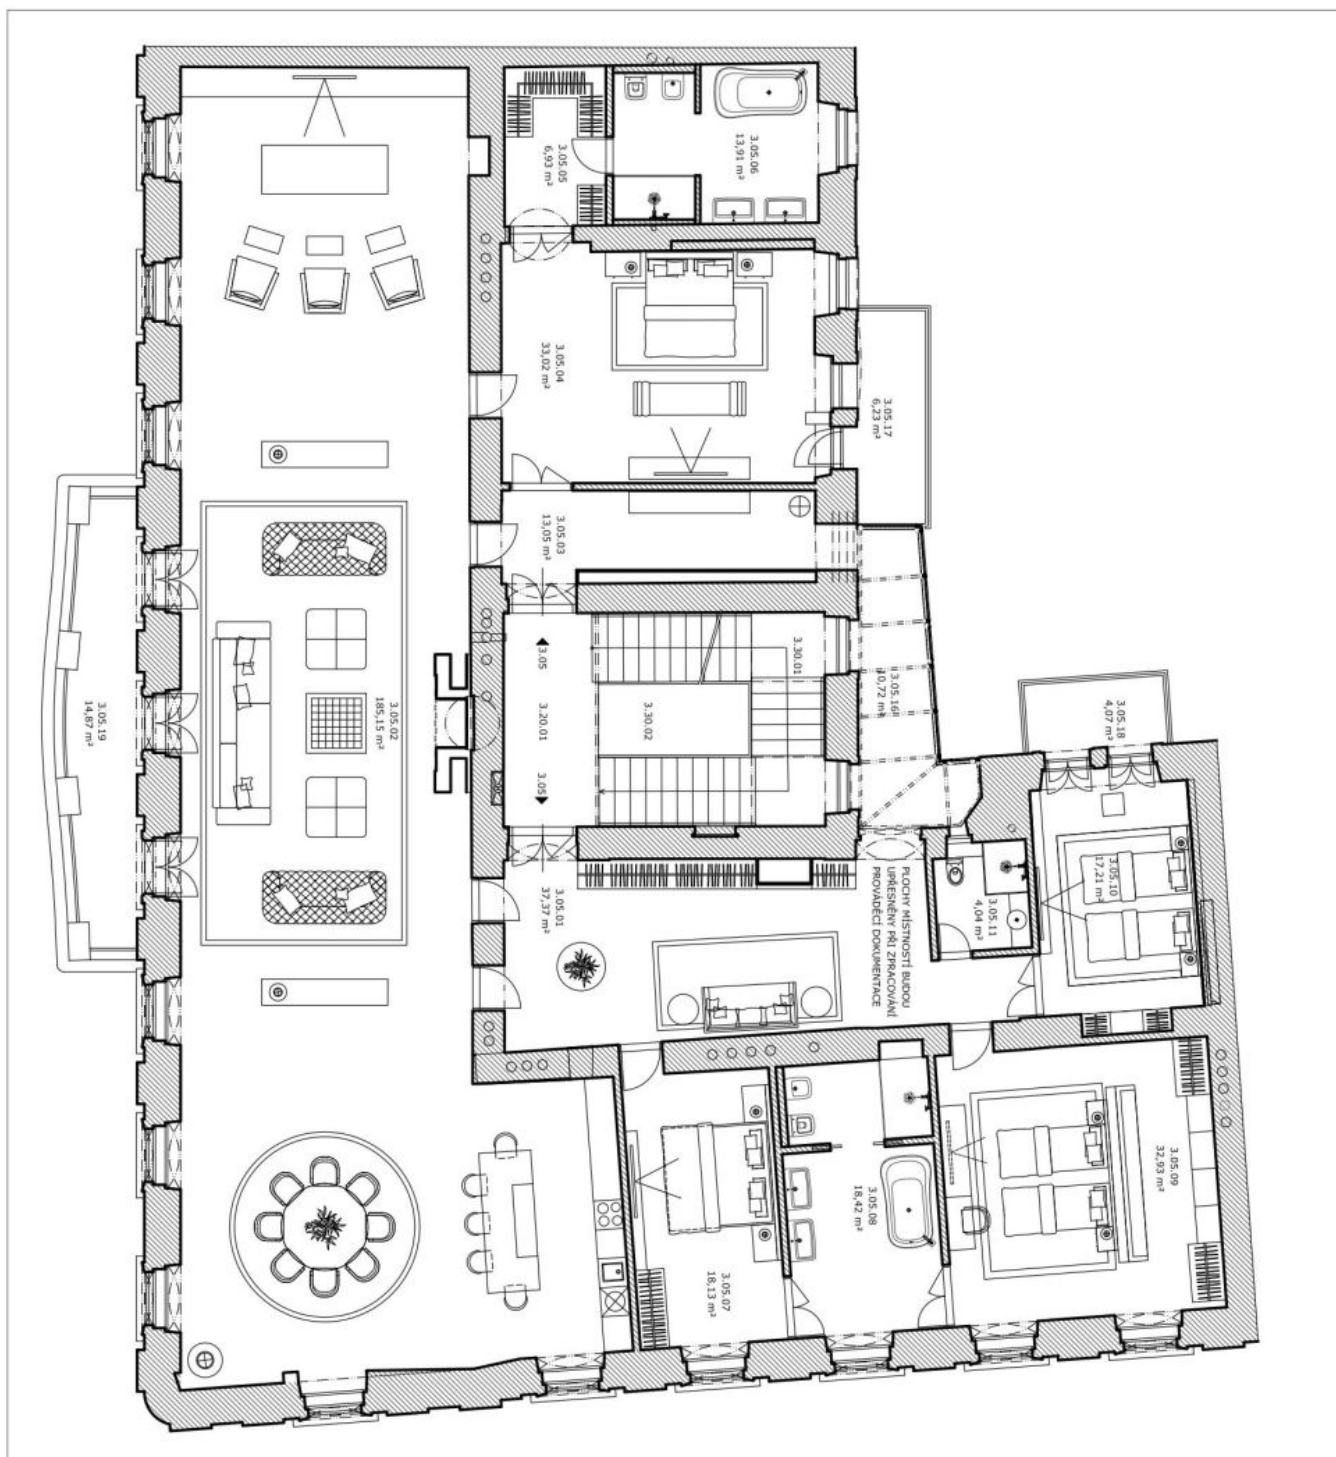 3.05.06
13,91 m²
3.05.05
6,93 m²
3.05.04
33,02 m²
3.05.17
6,23 m²
3.05.03
13,05 m²
3.05
3.20.01
3.05
3.30.01
3.30.02
3.05.16
10,72 m²
3.05.18
4,07 m²
3.05.19
14,87 m²
3.05.02
185,15 m²
3.05.01
37,37 m²
PLOCHY MÍSTNOSTÍ BUDOU
UPŘESNĚNY PŘI ZPRACOVÁNÍ
PROVÁDĚCÍ DOKUMENTACE
3.05.11
4,04 m²
3.05.10
17,21 m²
3.05.09
32,93 m²
3.05.08
18,42 m²
3.05.07
18,13 m²